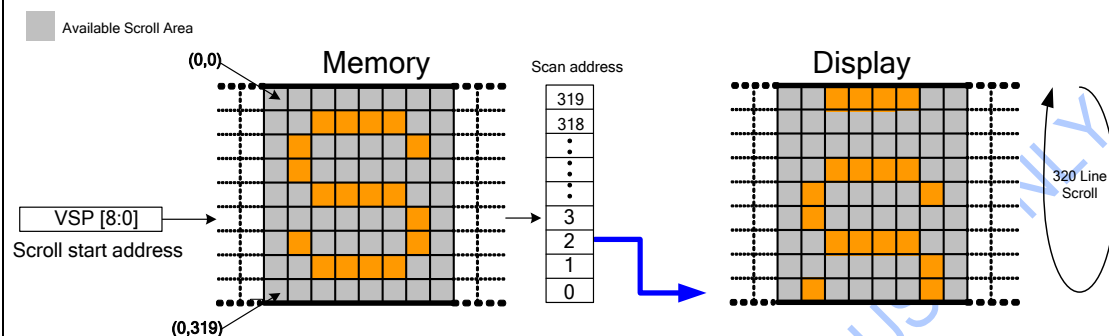 Available Scroll Area
(0,0)
Memory
Scan address
Display
319
318
3
2
1
0
VSP [8:0]
Scroll start address
(0,319)
320 Line
Scroll